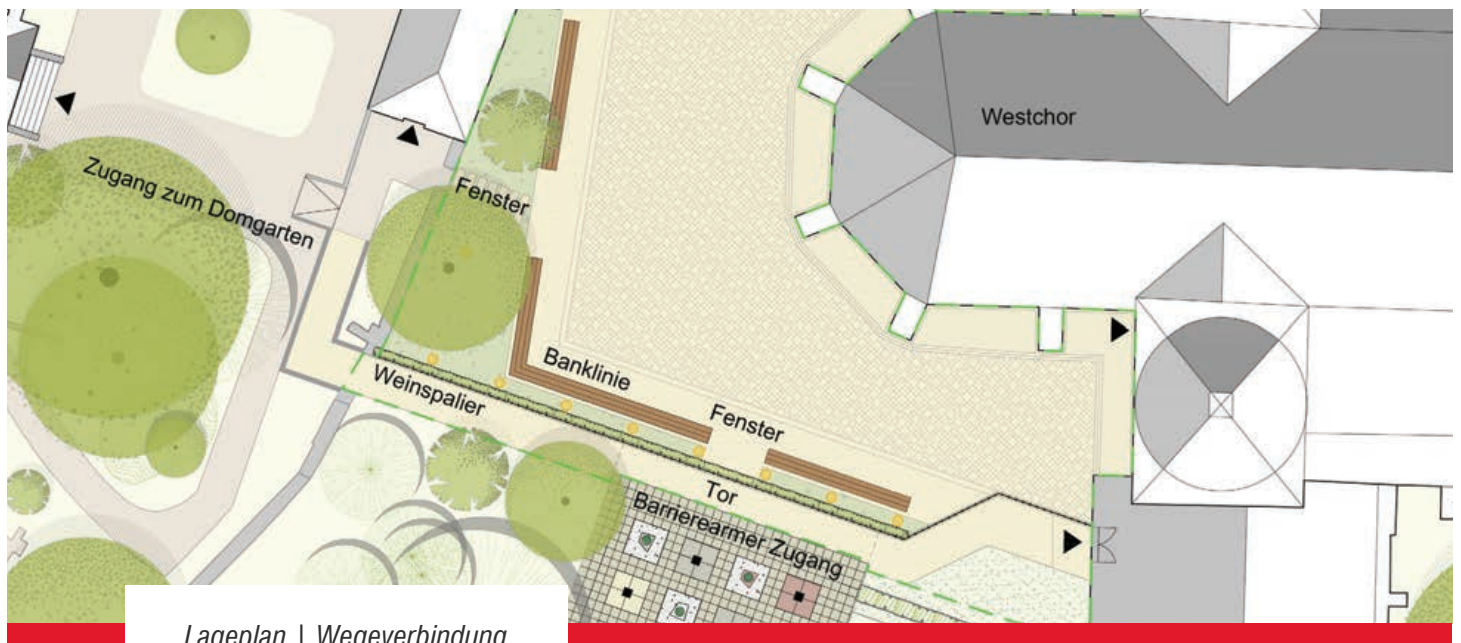 Westchor
Zugang zum Domgarten
Fenster
Banklinie
Weinspalier
Fenster
Tor
Barrierearmer Zugang
Lageplan | Wegeverbindung